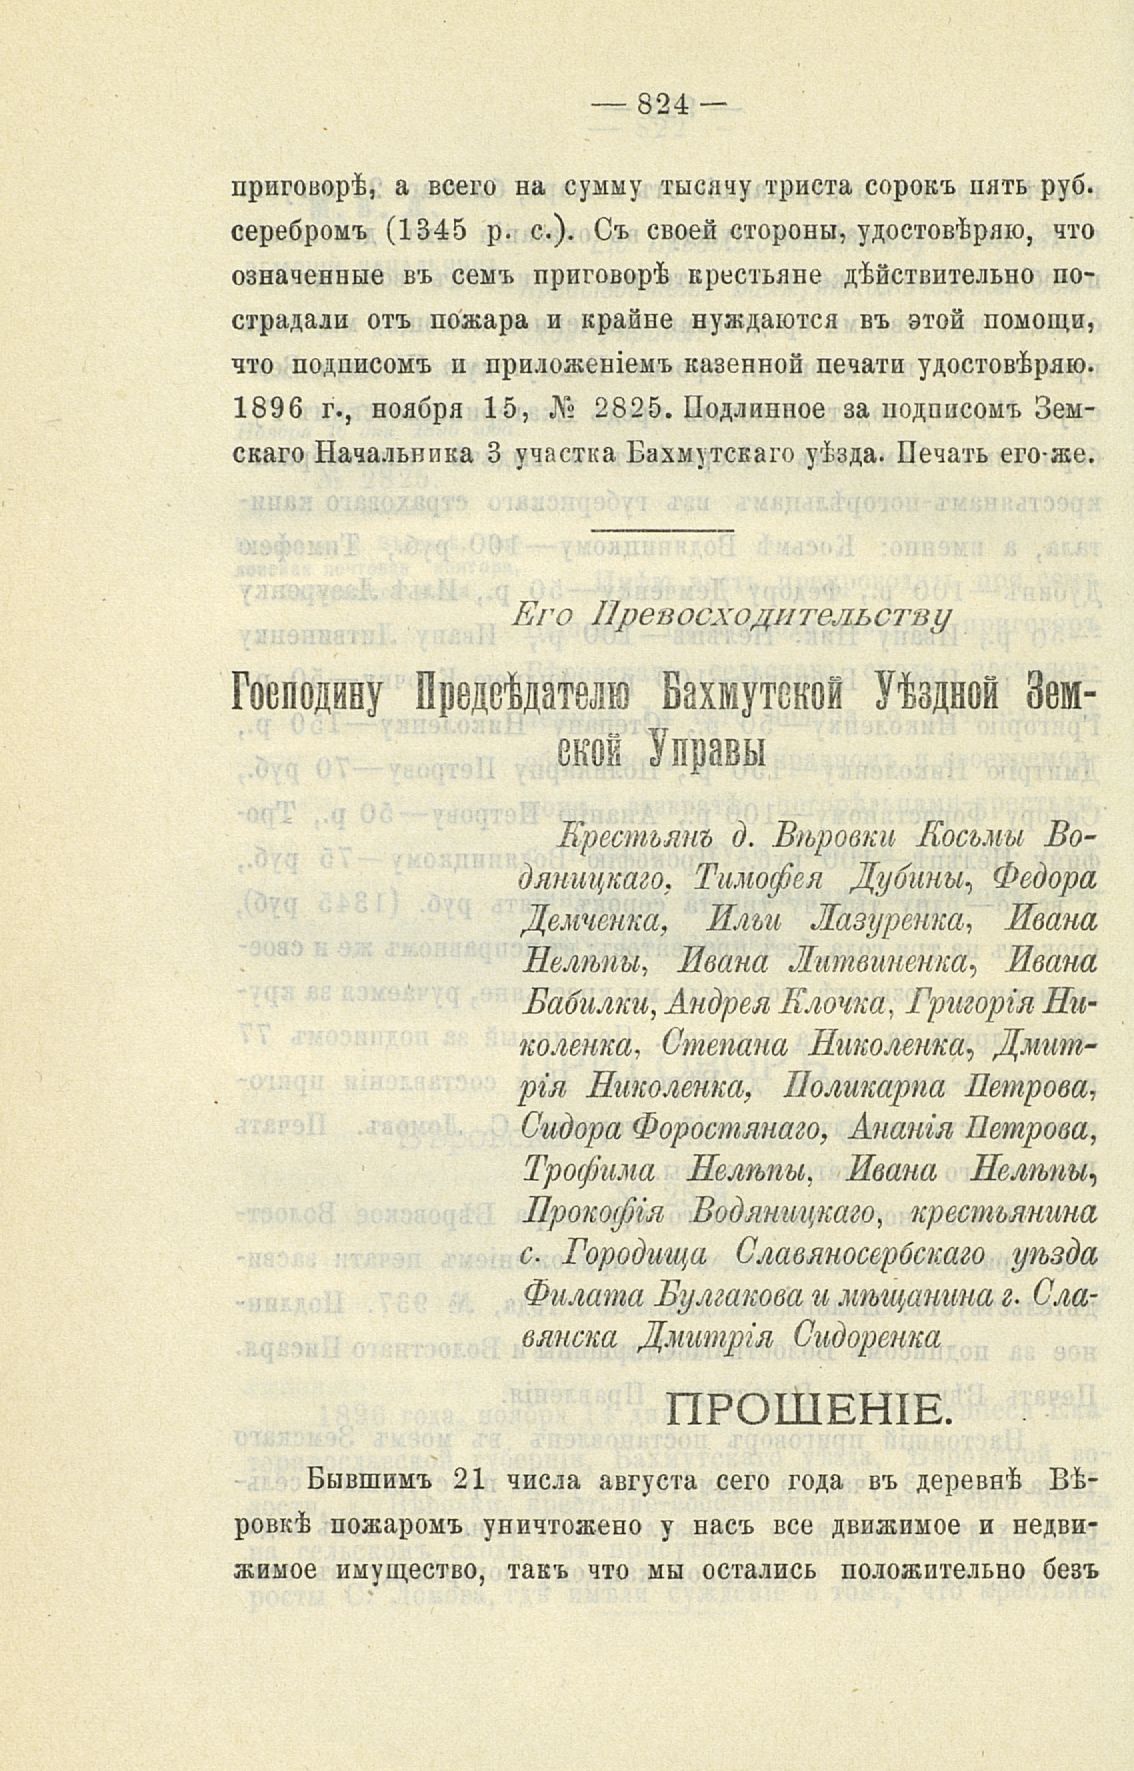 — 824 —
приговорѣ, а всего на сумму тысячу триста сорокъ пять руб.
серебромъ (1345 р. с.). Съ своей стороны, удостовѣряю, что
означенные въ семъ приговорѣ крестьяне дѣйствительно по-
страдали отъ пожара и крайне нуждаются въ этой помощи,
что подписомъ и приложеніемъ казенной печати удостовѣряю.
1896 г., ноября 15, № 2825. Подлинное за подписомъ Зем-
скаго Начальника 3 участка Бахмутскаго уѣзда. Печать его-же.
Его Превосходительству
Господину Предсѣдателю Бахмутской Уѣздной Зем-
ской Управы
Крестьянъ д. Вѣровки Косьмы Во-
дяницкаго, Тимофея Дубины, Федора
Демченка, Ильи Лазуренка, Ивана
Нелѣпы, Ивана Литвиненка, Ивана
Бабилки, Андрея Клочка, Григорія Ни-
коленка, Степана Николенка, Дмит-
рія Николенка, Поликарпа Петрова,
Сидора Форостянаго, Ананія Петрова,
Трофима Нелѣпы, Ивана Нелѣпы,
Прокофія Водяницкаго, крестьянина
с. Городища Славяносербскаго уѣзда
Филата Булгакова и мѣщанина г. Сла-
вянска Дмитрія Сидоренка
ПРОШЕНІЕ.
Бывшимъ 21 числа августа сего года въ деревнѣ Вѣ-
ровкѣ пожаромъ уничтожено у насъ все движимое и недви-
жимое имущество, такъ что мы остались положительно безъ